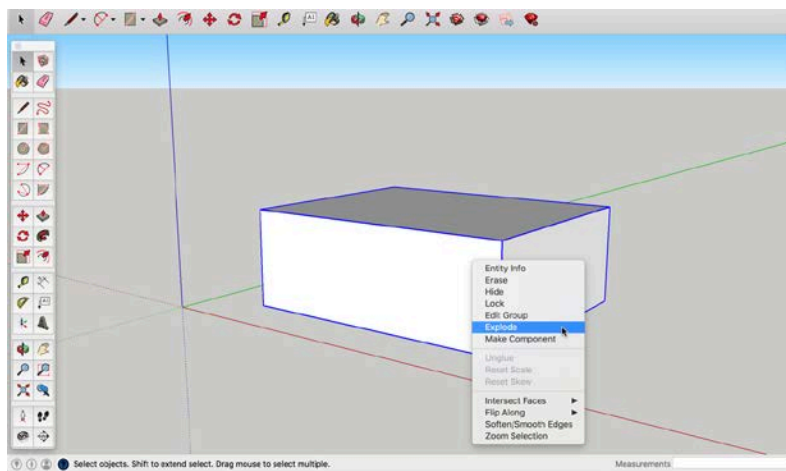 A1
Entity Info
Erase
Hide
Lock
Edit Group
Explode
Make Component
Unglue
Reset Scale
Reset Skew
Intersect Faces
Flip Along
Soften/Smooth Edges
Zoom Selection
Select objects. Shift to extend select. Drag mouse to select multiple.
Measurements